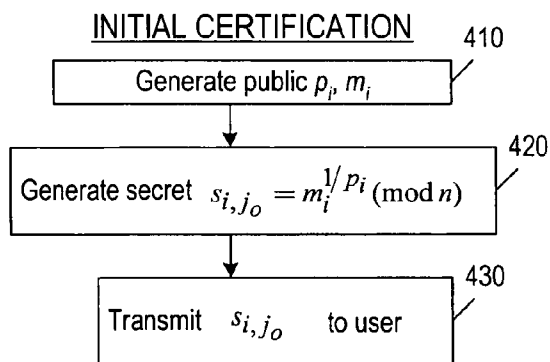 INITIAL CERTIFICATION
410
Generate public p_i, m_i
420
Generate secret s_{i,j_o} = m_i^{1/p_i} (mod n)
430
Transmit s_{i,j_o} to user